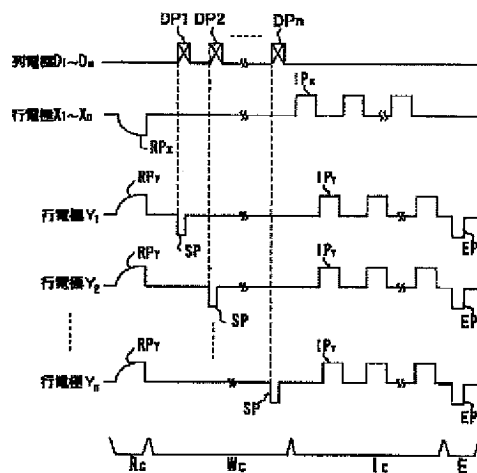 DP1 DP2 DPn
列電極D₁~Dₘ
IPx
行電極X₁~Xₙ
RPx
RPY IPY
行電極Y₁
SP EP
RPY IPY
行電極Y₂
SP EP
RPY IPY
行電極Yₙ
SP EP
Rc Wc Ic E